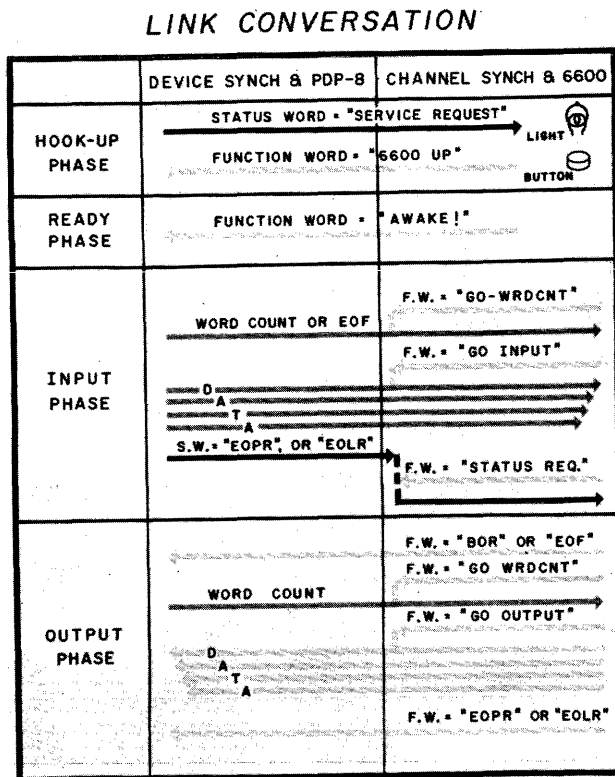 LINK CONVERSATION
DEVICE SYNCH & PDP-8
CHANNEL SYNCH & 6600
HOOK-UP
PHASE
STATUS WORD = "SERVICE REQUEST"
LIGHT
FUNCTION WORD = "6600 UP"
BUTTON
READY
PHASE
FUNCTION WORD = "AWAKE!"
INPUT
PHASE
F.W. = "GO-WRDCNT"
WORD COUNT OR EOF
F.W. = "GO INPUT"
D
A
T
A
S.W. = "EOPR", OR "EOLR"
F.W. = "STATUS REQ."
OUTPUT
PHASE
F.W. = "BOR" OR "EOF"
F.W. = "GO WRDCNT"
WORD COUNT
F.W. = "GO OUTPUT"
D
A
T
A
F.W. = "EOPR" OR "EOLR"